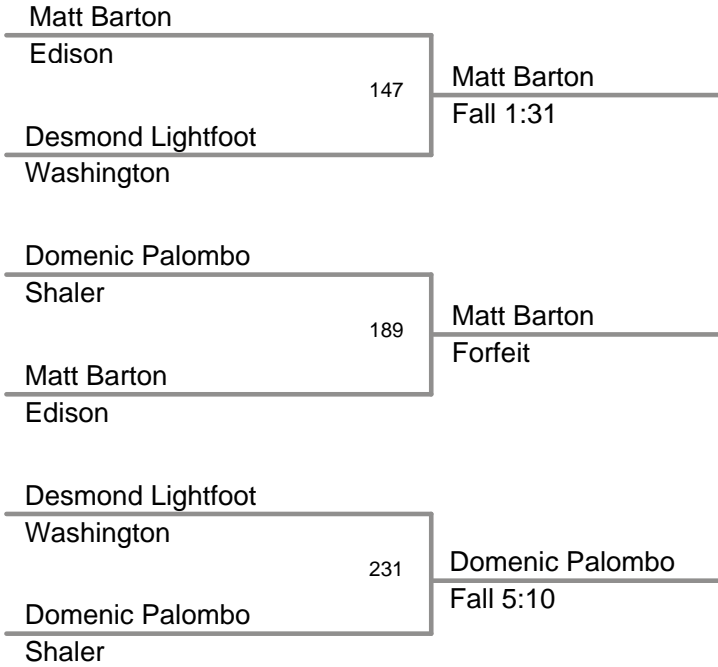 Matt Barton
Edison
147
Matt Barton
Fall 1:31
Desmond Lightfoot
Washington
Domenic Palombo
Shaler
189
Matt Barton
Forfeit
Matt Barton
Edison
Desmond Lightfoot
Washington
231
Domenic Palombo
Fall 5:10
Domenic Palombo
Shaler